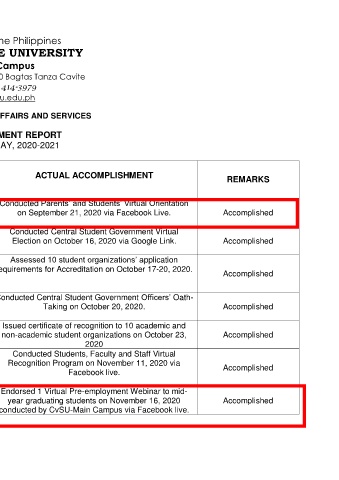 ne Philippines
E UNIVERSITY
Campus
Bagtas Tanza Cavite
414-3979
u.edu.ph
FFAIRS AND SERVICES
MENT REPORT
AY, 2020-2021
ACTUAL ACCOMPLISHMENT
REMARKS
Conducted Parents' and Students' Virtual Orientation
on September 21, 2020 via Facebook Live.
Accomplished
Conducted Central Student Government Virtual
Election on October 16, 2020 via Google Link.
Accomplished
Assessed 10 student organizations' application
equirements for Accreditation on October 17-20, 2020.
Accomplished
Conducted Central Student Government Officers' Oath-
Taking on October 20, 2020.
Accomplished
Issued certificate of recognition to 10 academic and
non-academic student organizations on October 23,
2020
Accomplished
Conducted Students, Faculty and Staff Virtual
Recognition Program on November 11, 2020 via
Facebook live.
Accomplished
Endorsed 1 Virtual Pre-employment Webinar to mid-
year graduating students on November 16, 2020
conducted by CvSU-Main Campus via Facebook live.
Accomplished